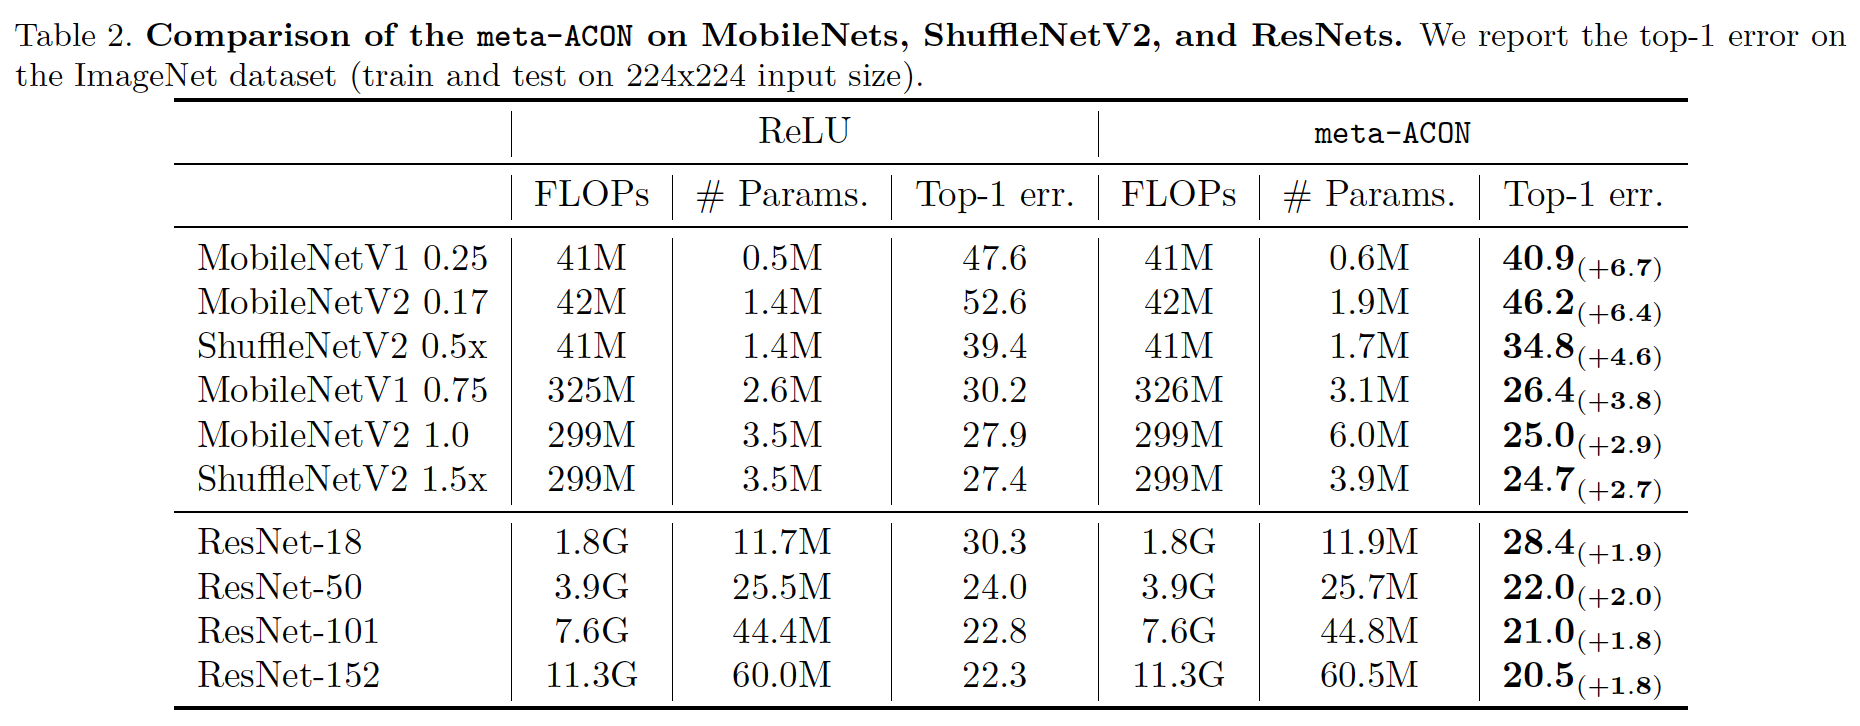 Table 2. Comparison of the meta-ACON on MobileNets, ShuffleNetV2, and ResNets. We report the top-1 error on
the ImageNet dataset (train and test on 224x224 input size).
ReLU meta-ACON
FLOPs # Params. Top-1 err. FLOPs # Params. Top-1 err.
MobileNetV1 0.25 41M 0.5M 47.6 41M 0.6M 40.9(+6.7)
MobileNetV2 0.17 42M 1.4M 52.6 42M 1.9M 46.2(+6.4)
ShuffleNetV2 0.5x 41M 1.4M 39.4 41M 1.7M 34.8(+4.6)
MobileNetV1 0.75 325M 2.6M 30.2 326M 3.1M 26.4(+3.8)
MobileNetV2 1.0 299M 3.5M 27.9 299M 6.0M 25.0(+2.9)
ShuffleNetV2 1.5x 299M 3.5M 27.4 299M 3.9M 24.7(+2.7)
ResNet-18 1.8G 11.7M 30.3 1.8G 11.9M 28.4(+1.9)
ResNet-50 3.9G 25.5M 24.0 3.9G 25.7M 22.0(+2.0)
ResNet-101 7.6G 44.4M 22.8 7.6G 44.8M 21.0(+1.8)
ResNet-152 11.3G 60.0M 22.3 11.3G 60.5M 20.5(+1.8)